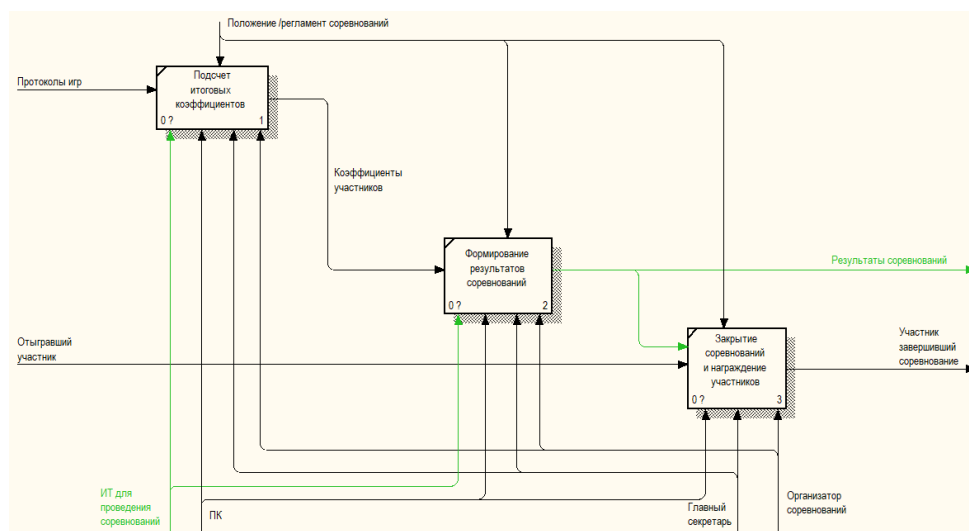 Положение /регламент соревнований
Протоколы игр
Подсчет
итоговых
коэффициентов
0 ?
1
Коэффициенты
участников
Формирование
результатов
соревнований
0 ?
2
Результаты соревнований
Отыгравший
участник
Закрытие
соревнований
и награждение
участников
0 ?
3
Участник
завершивший
соревнование
ИТ для
проведения
соревнований
ПК
Главный
секретарь
Организатор
соревнований